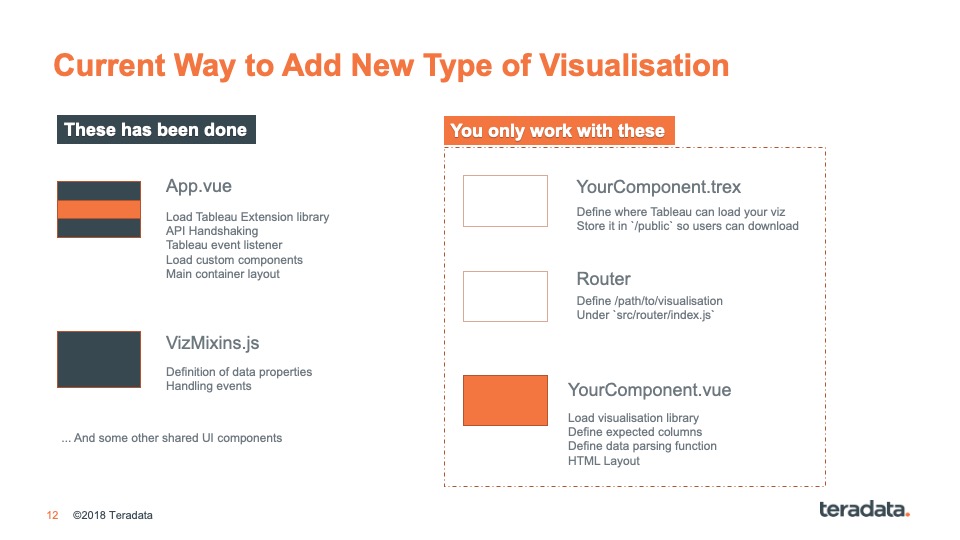 Current Way to Add New Type of Visualisation
These has been done
App.vue
Load Tableau Extension library
API Handshaking
Tableau event listener
Load custom components
Main container layout
VizMixins.js
Definition of data properties
Handling events
... And some other shared UI components
You only work with these
YourComponent.trex
Define where Tableau can load your viz
Store it in `/public` so users can download
Router
Define /path/to/visualisation
Under `src/router/index.js`
YourComponent.vue
Load visualisation library
Define expected columns
Define data parsing function
HTML Layout
12 ©2018 Teradata
teradata.